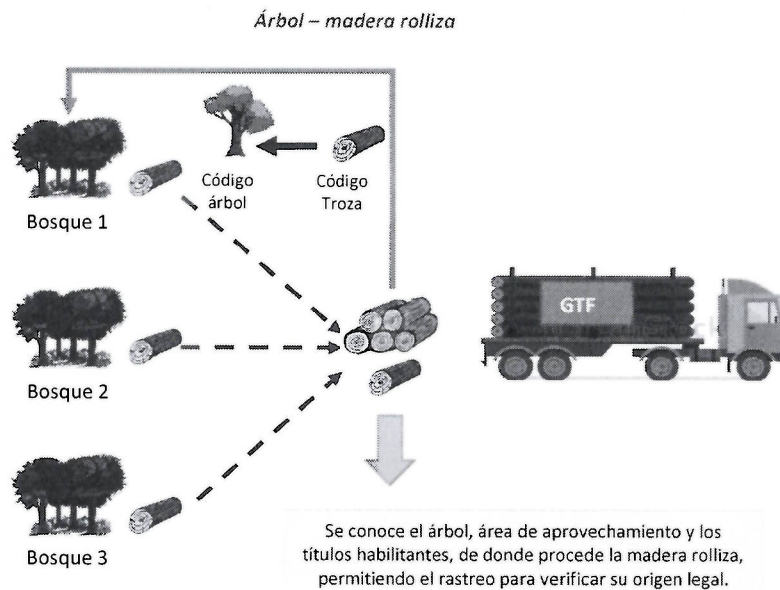 Árbol – madera rolliza
Código
árbol
Código
Troza
Bosque 1
GTF
Bosque 2
Bosque 3
Se conoce el árbol, área de aprovechamiento y los
títulos habilitantes, de donde procede la madera rolliza,
permitiendo el rastreo para verificar su origen legal.